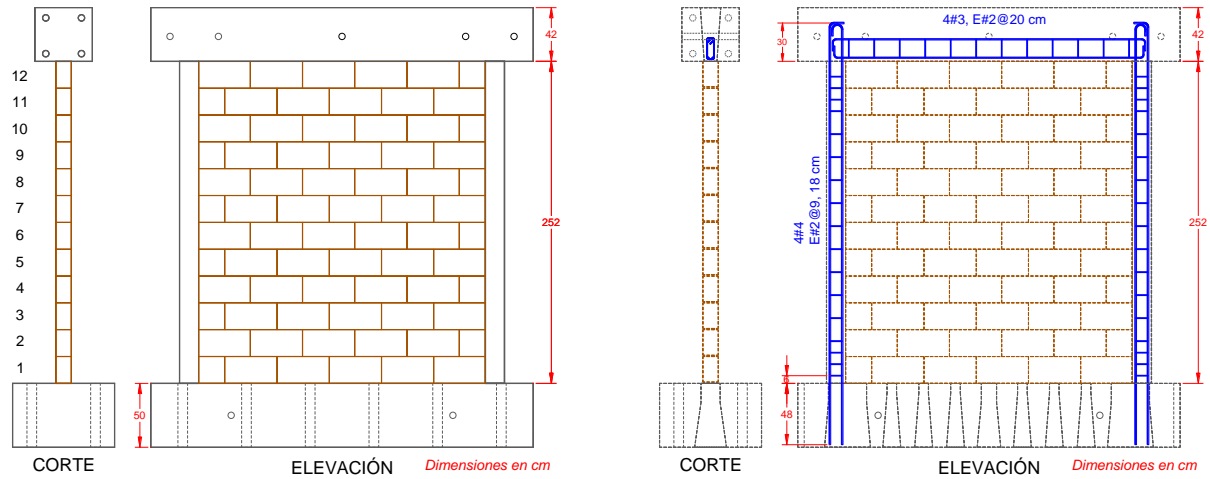 42
12
11
10
9
8
7
6
5
4
3
2
1
252
50
CORTE
ELEVACIÓN
Dimensiones en cm
4#3, E#2@20 cm
30
42
4#4
E#2@9, 18 cm
252
48
CORTE
ELEVACIÓN
Dimensiones en cm